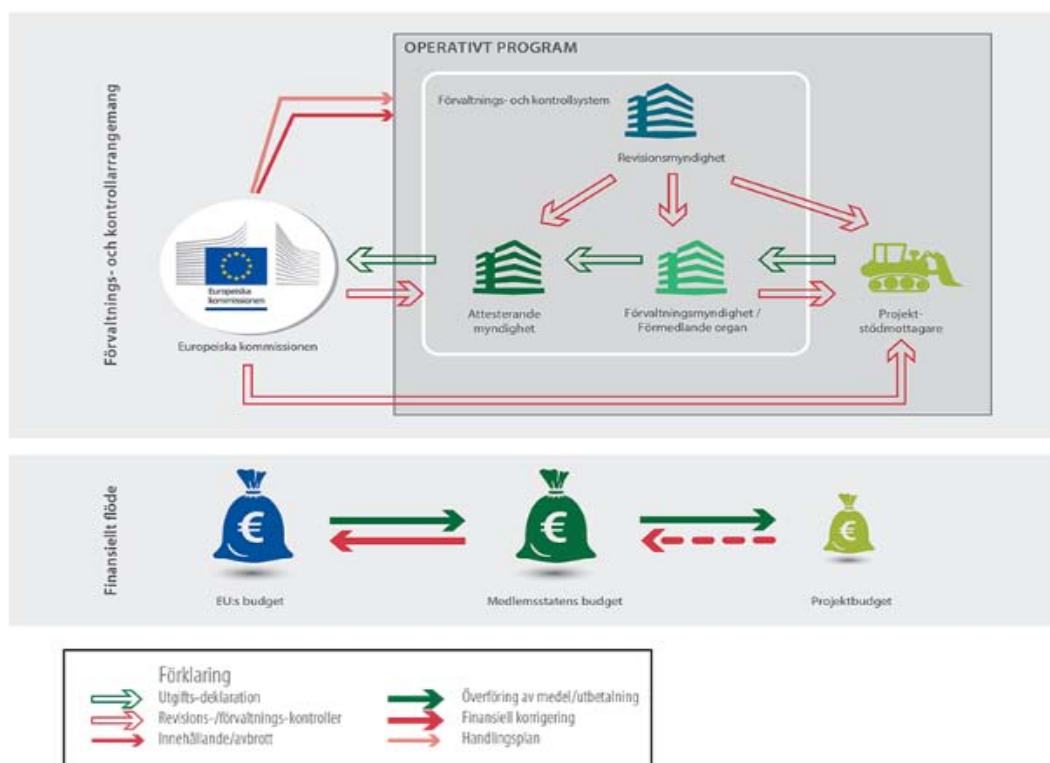 Förvaltnings- och kontrollarrangemang
OPERATIVT PROGRAM
Förvaltnings- och kontrollsystem
Revisionsmyndighet
Europeiska
kommissionen
Europeiska kommissionen
Attesterande
myndighet
Förvaltningsmyndighet /
Förmedlande organ
Projekt-
stödmottagare
Finansiellt flöde
€
€
€
EU:s budget
Medlemsstatens budget
Projektbudget
Förklaring
Utgifts-deklaration
Revisions-/förvaltnings-kontroller
Innehållande/avbrott
Överföring av medel/utbetalning
Finansiell korrigering
Handlingsplan